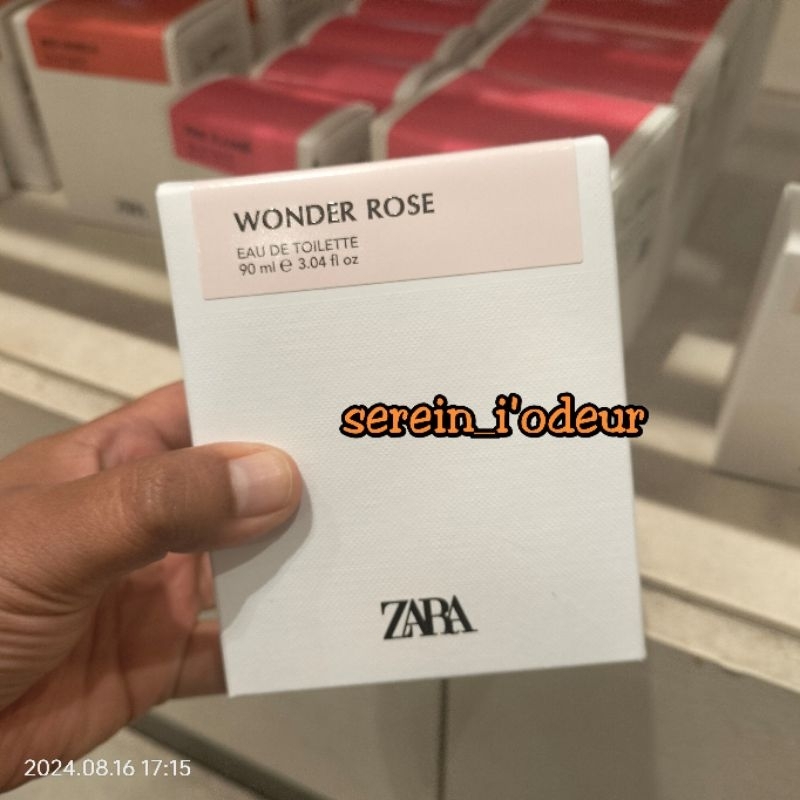 WONDER ROSE
EAU DE TOILETTE
90 ml ℮ 3.04 fl oz
serein_i'odeur
ZARA
2024.08.16 17:15